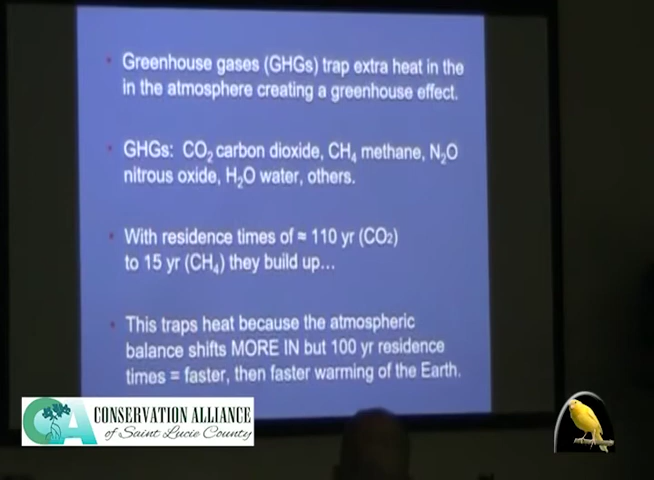 • Greenhouse gases (GHGs) trap extra heat in the
in the atmosphere creating a greenhouse effect.
• GHGs: CO₂ carbon dioxide, CH₄ methane, N₂O
nitrous oxide, H₂O water, others.
• With residence times of ≈ 110 yr (CO₂)
to 15 yr (CH₄) they build up...
• This traps heat because the atmospheric
balance shifts MORE IN but 100 yr residence
times = faster, then faster warming of the Earth.
CA CONSERVATION ALLIANCE
of Saint Lucie County